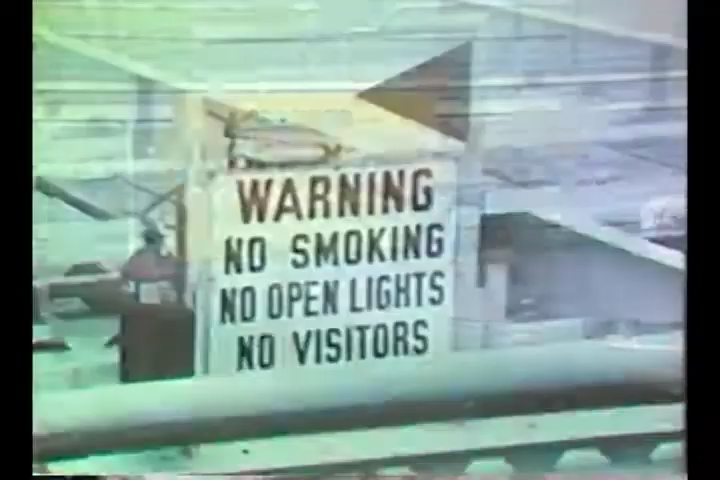 WARNING
NO SMOKING
NO OPEN LIGHTS
NO VISITORS